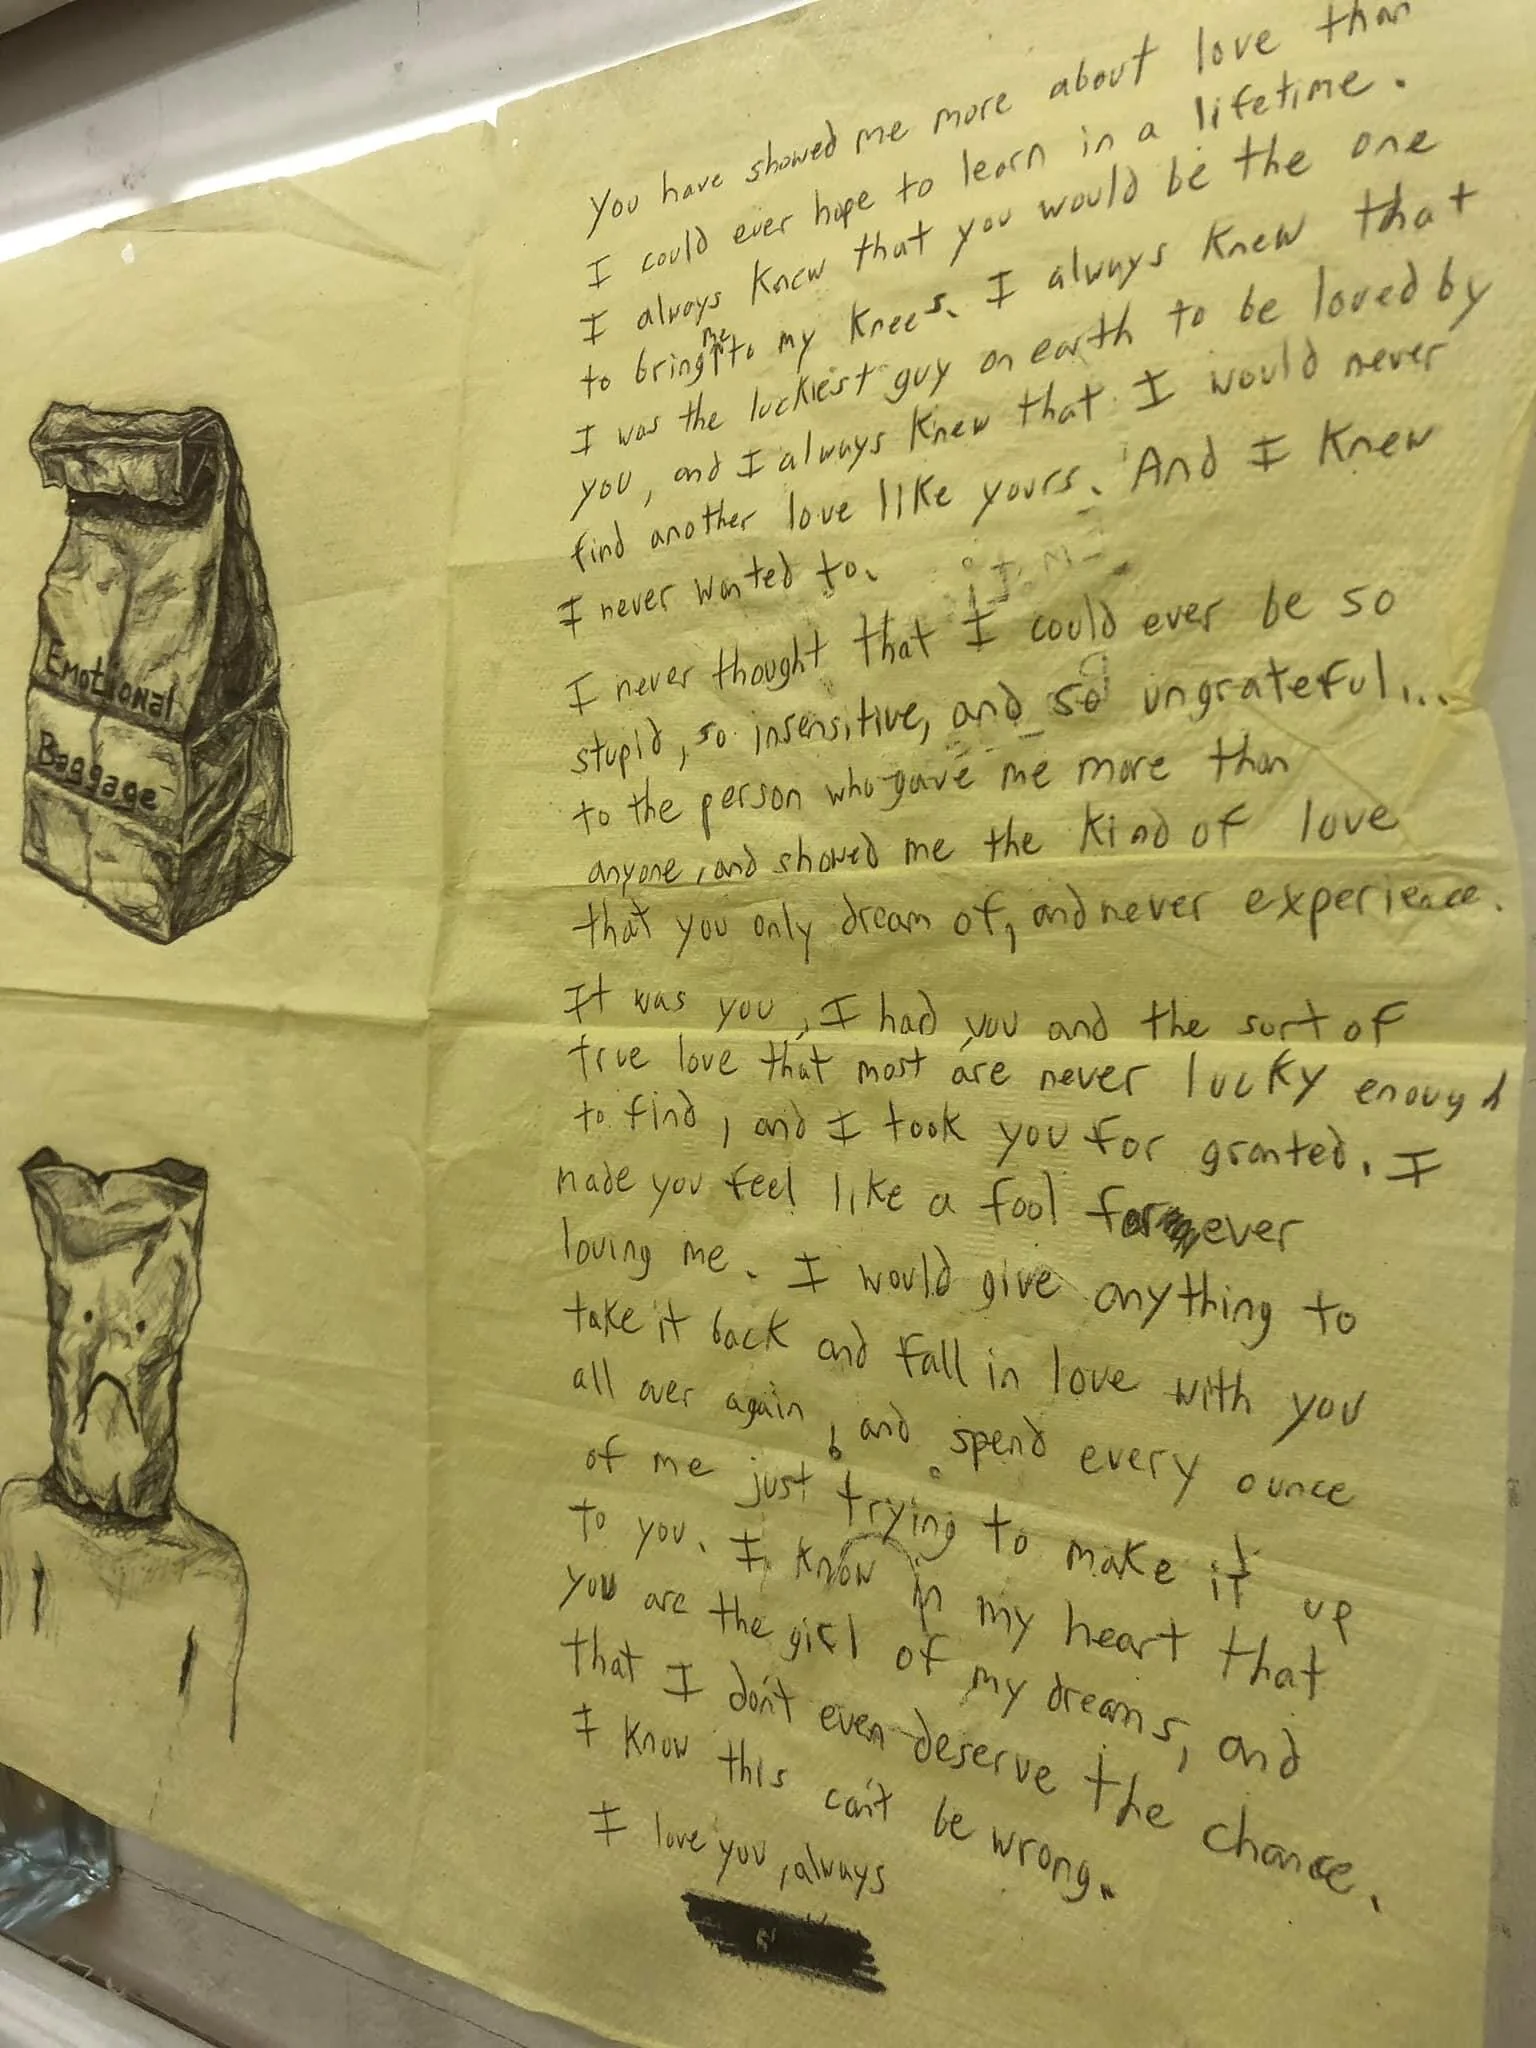 Emotional
Baggage
You have showed me more about love than
I could ever hope to learn in a lifetime.
I always knew that you would be the one
to bring me to my knees. I always knew that
I was the luckiest guy on earth to be loved by
you, and I always knew that I would never
find another love like yours. And I knew
I never wanted to.
I never thought that I could ever be so
stupid, so insensitive, and so ungrateful...
to the person who gave me more than
anyone, and showed me the kind of love
that you only dream of, and never experience.
It was you, I had you and the sort of
true love that most are never lucky enough
to find, and I took you for granted. I
made you feel like a fool for ever
loving me. I would give anything to
take it back and fall in love with you
all over again, and spend every ounce
of me just trying to make it up
to you. I know in my heart that
you are the girl of my dreams, and
that I don't even deserve the chance.
I know this can't be wrong.
I love you, always